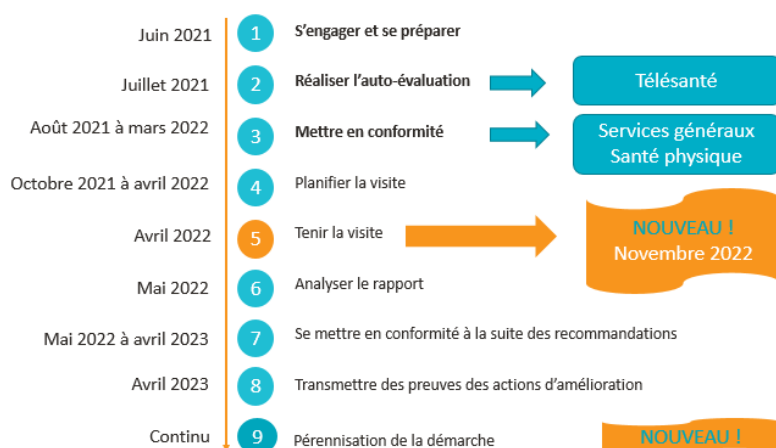 Juin 2021 1 S'engager et se préparer
Juillet 2021 2 Réaliser l'auto-évaluation Télésanté
Août 2021 à mars 2022 3 Mettre en conformité Services généraux
Santé physique
Octobre 2021 à avril 2022 4 Planifier la visite
Avril 2022 5 Tenir la visite NOUVEAU !
Novembre 2022
Mai 2022 6 Analyser le rapport
Mai 2022 à avril 2023 7 Se mettre en conformité à la suite des recommandations
Avril 2023 8 Transmettre des preuves des actions d'amélioration
Continu 9 Pérennisation de la démarche NOUVEAU !